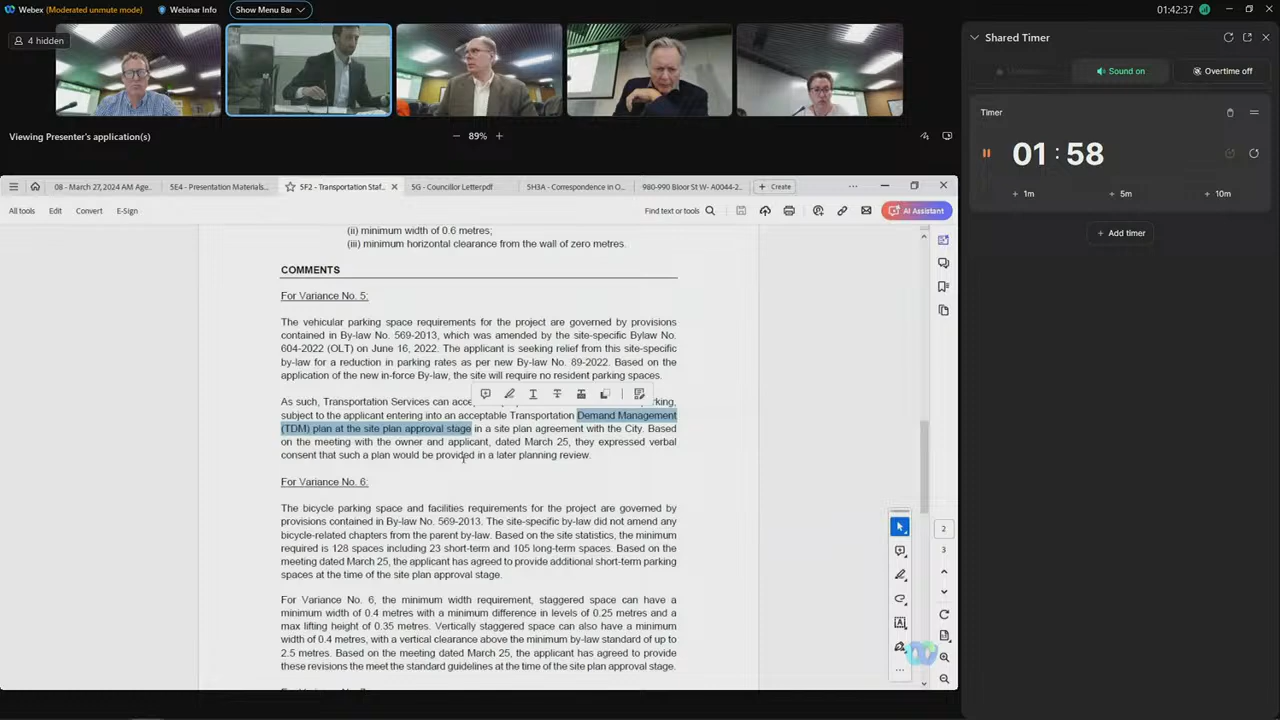 Webex (Moderated unmute mode) Webinar Info Show Menu Bar 01:42:37
4 hidden
Shared Timer
Sound on Overtime off
Timer
01:58
+ 1m + 5m + 10m
+ Add timer
Viewing Presenter's application(s) − 89% +
08 - March 27,2024 AM Age... 5E4 - Presentation Materials... 5F2 - Transportation Staf... 5G - Councillor Letterpdf 5H3A - Correspondence in O... 980-990 Bloor St W- A0044-2... + Create
All tools Edit Convert E-Sign Find text or tools AI Assistant
(ii) minimum width of 0.6 metres;
(iii) minimum horizontal clearance from the wall of zero metres.
COMMENTS
For Variance No. 5:
The vehicular parking space requirements for the project are governed by provisions
contained in By-law No. 569-2013, which was amended by the site-specific Bylaw No.
604-2022 (OLT) on June 16, 2022. The applicant is seeking relief from this site-specific
by-law for a reduction in parking rates as per new By-law No. 89-2022. Based on the
application of the new in-force By-law, the site will require no resident parking spaces.
As such, Transportation Services can acce rking,
subject to the applicant entering into an acceptable Transportation Demand Management
(TDM) plan at the site plan approval stage in a site plan agreement with the City. Based
on the meeting with the owner and applicant, dated March 25, they expressed verbal
consent that such a plan would be provided in a later planning review.
For Variance No. 6:
The bicycle parking space and facilities requirements for the project are governed by
provisions contained in By-law No. 569-2013. The site-specific by-law did not amend any
bicycle-related chapters from the parent by-law. Based on the site statistics, the minimum
required is 128 spaces including 23 short-term and 105 long-term spaces. Based on the
meeting dated March 25, the applicant has agreed to provide additional short-term parking
spaces at the time of the site plan approval stage.
For Variance No. 6, the minimum width requirement, staggered space can have a
minimum width of 0.4 metres with a minimum difference in levels of 0.25 metres and a
max lifting height of 0.35 metres. Vertically staggered space can also have a minimum
width of 0.4 metres, with a vertical clearance above the minimum by-law standard of up to
2.5 metres. Based on the meeting dated March 25, the applicant has agreed to provide
these revisions the meet the standard guidelines at the time of the site plan approval stage.
2
3